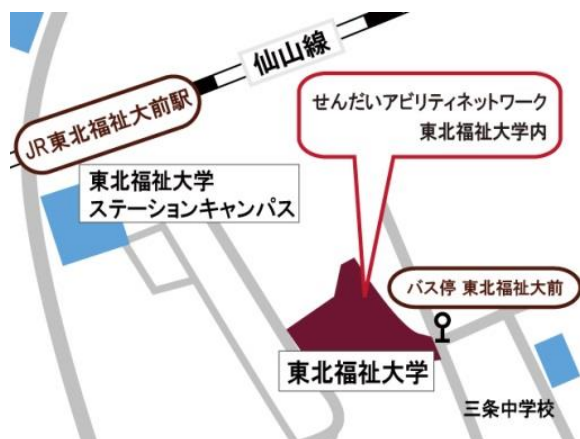 仙山線
JR東北福祉大前駅
せんだいアビリティネットワーク
東北福祉大学内
東北福祉大学
ステーションキャンパス
バス停 東北福祉大前
東北福祉大学
三条中学校